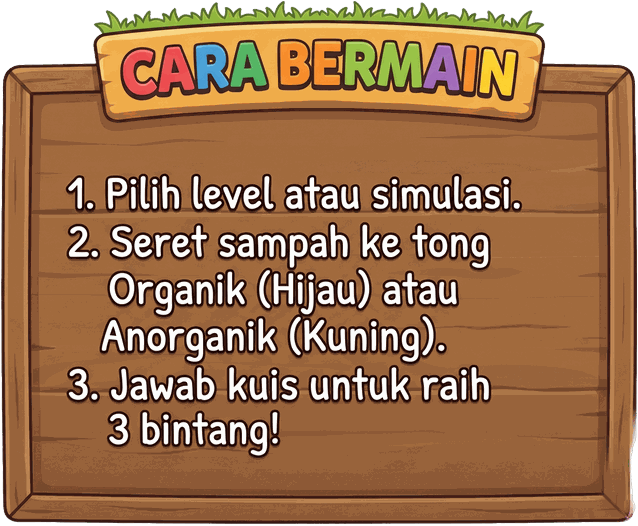 CARA BERMAIN
1. Pilih level atau simulasi.
2. Seret sampah ke tong
Organik (Hijau) atau
Anorganik (Kuning).
3. Jawab kuis untuk raih
3 bintang!